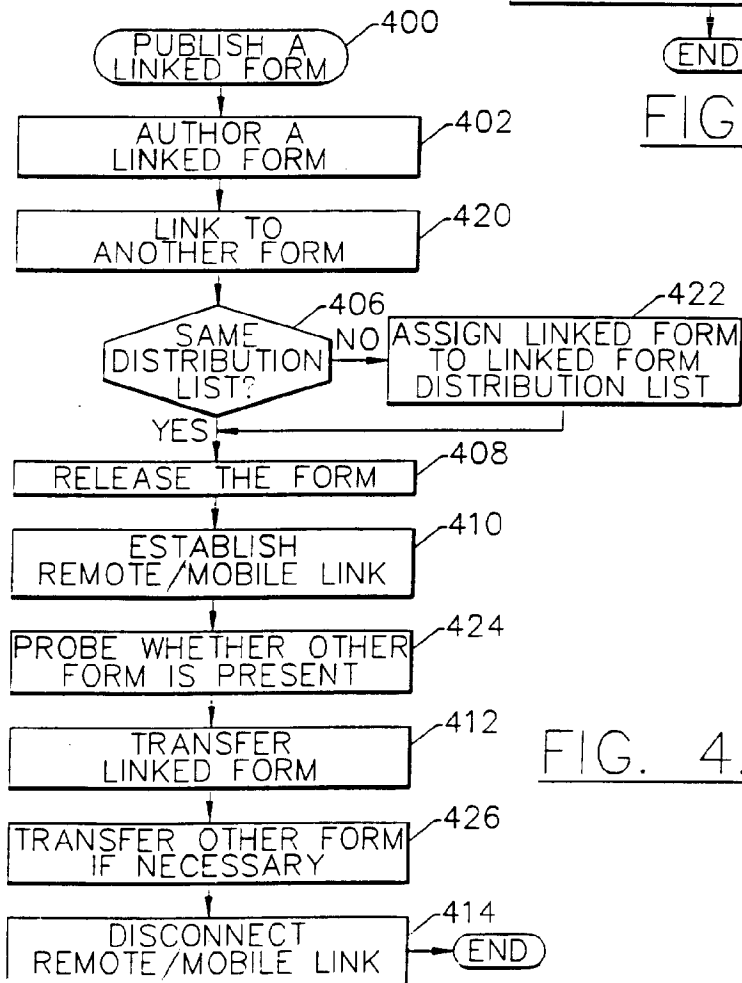 PUBLISH A
LINKED FORM
400
END
FIG
AUTHOR A
LINKED FORM
402
LINK TO
ANOTHER FORM
420
SAME
DISTRIBUTION
LIST?
406
NO
ASSIGN LINKED FORM
TO LINKED FORM
DISTRIBUTION LIST
422
YES
RELEASE THE FORM
408
ESTABLISH
REMOTE/MOBILE LINK
410
PROBE WHETHER OTHER
FORM IS PRESENT
424
TRANSFER
LINKED FORM
412
FIG. 4.
TRANSFER OTHER FORM
IF NECESSARY
426
DISCONNECT
REMOTE/MOBILE LINK
414
END